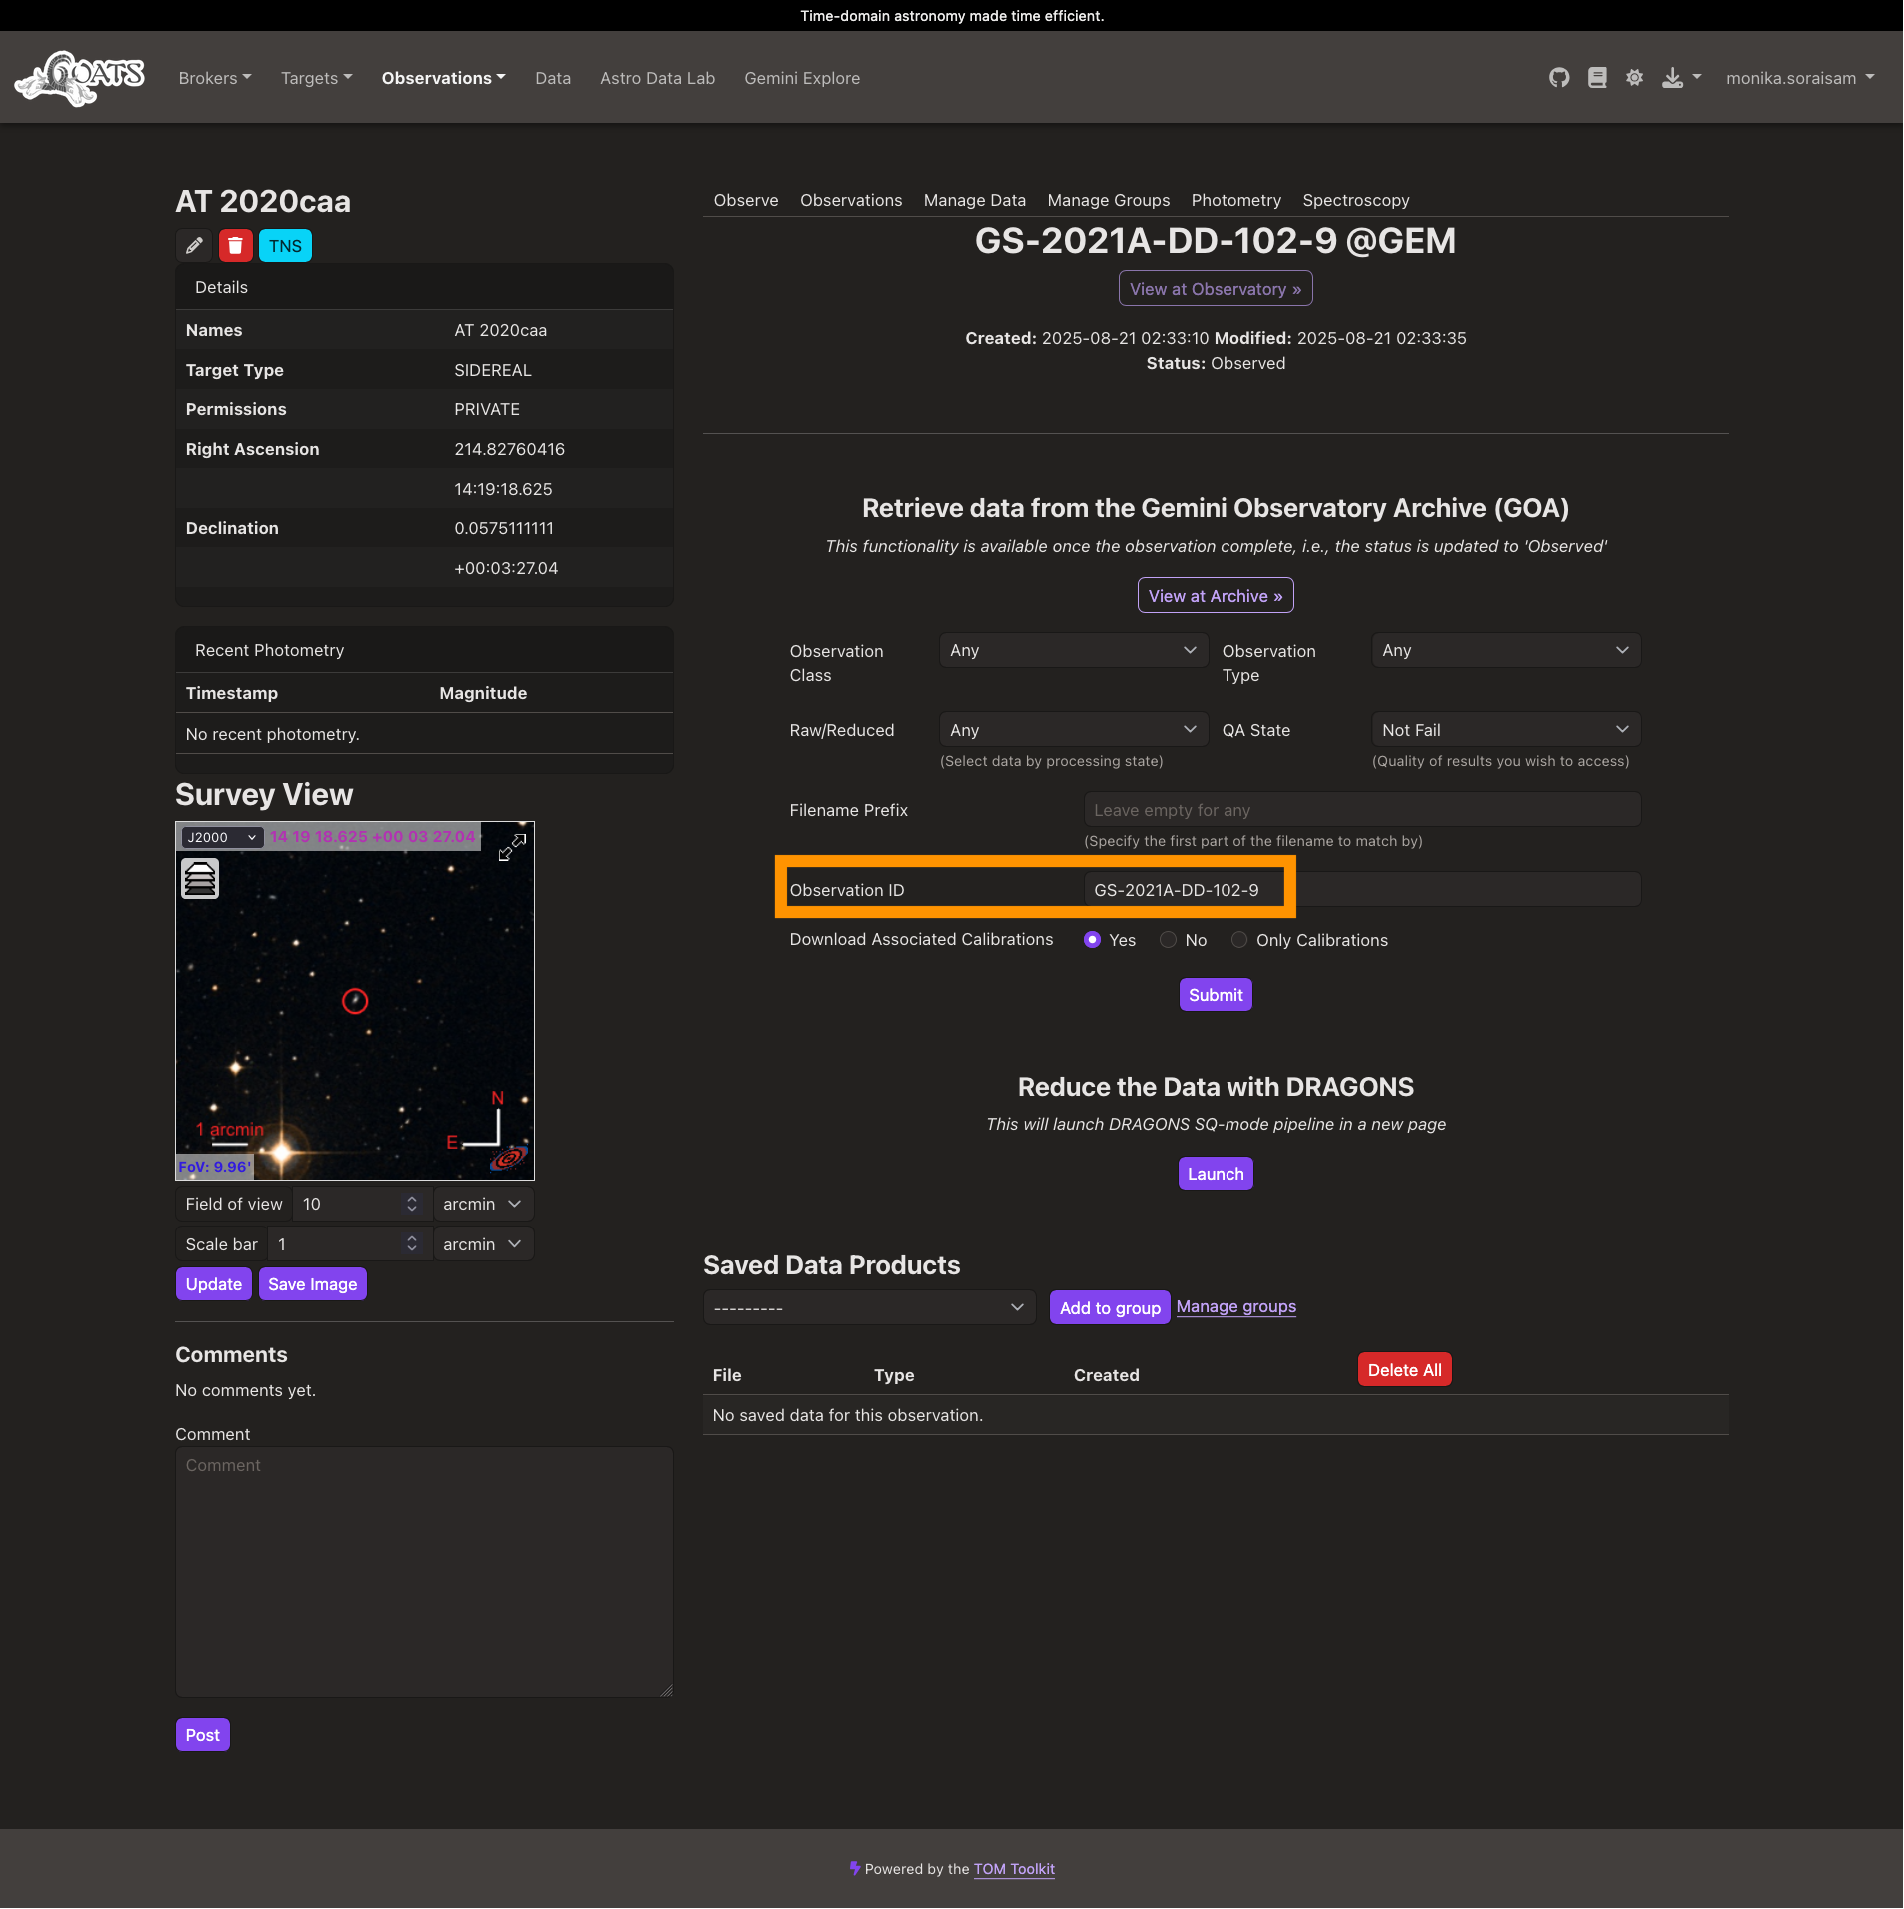 Time-domain astronomy made time efficient.
GOATS Brokers Targets Observations Data Astro Data Lab Gemini Explore monika.soraisam
AT 2020caa
TNS
Details
Names AT 2020caa
Target Type SIDEREAL
Permissions PRIVATE
Right Ascension 214.82760416
14:19:18.625
Declination 0.0575111111
+00:03:27.04
Recent Photometry
Timestamp Magnitude
No recent photometry.
Survey View
J2000 14 19 18.625 +00 03 27.04
N
1 arcmin
E
FoV: 9.96'
Field of view 10 arcmin
Scale bar 1 arcmin
Update Save Image
Comments
No comments yet.
Comment
Comment
Post
Observe Observations Manage Data Manage Groups Photometry Spectroscopy
GS-2021A-DD-102-9 @GEM
View at Observatory »
Created: 2025-08-21 02:33:10 Modified: 2025-08-21 02:33:35
Status: Observed
Retrieve data from the Gemini Observatory Archive (GOA)
This functionality is available once the observation complete, i.e., the status is updated to 'Observed'
View at Archive »
Observation Class Any Observation Type Any
Raw/Reduced Any QA State Not Fail
(Select data by processing state) (Quality of results you wish to access)
Filename Prefix Leave empty for any
(Specify the first part of the filename to match by)
Observation ID GS-2021A-DD-102-9
Download Associated Calibrations Yes No Only Calibrations
Submit
Reduce the Data with DRAGONS
This will launch DRAGONS SQ-mode pipeline in a new page
Launch
Saved Data Products
--------- Add to group Manage groups
File Type Created Delete All
No saved data for this observation.
Powered by the TOM Toolkit